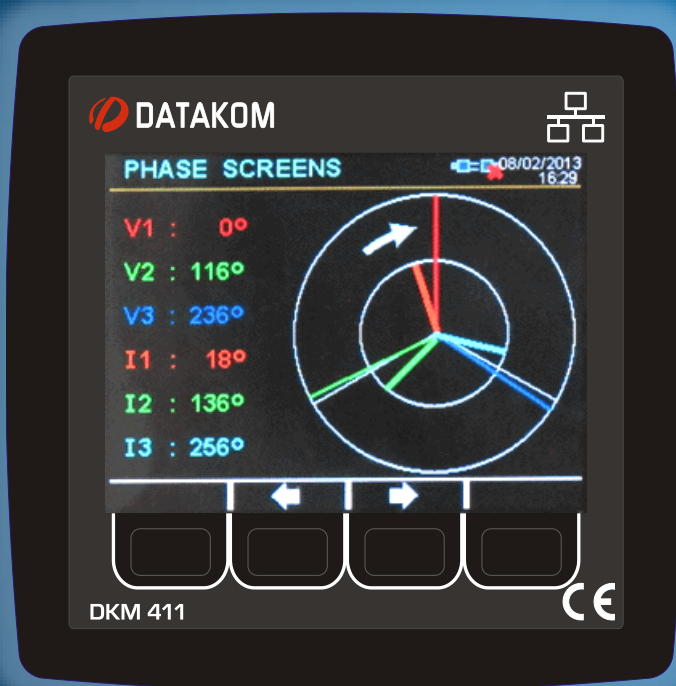 DATAKOM
PHASE SCREENS 08/02/2013
16:29
V1 : 0°
V2 : 116°
V3 : 236°
I1 : 18°
I2 : 136°
I3 : 256°
DKM 411
CE